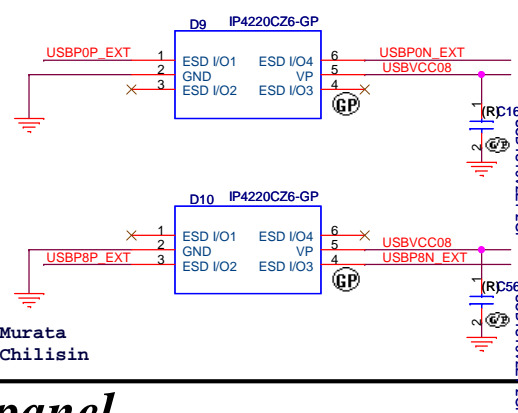 D9 IP4220CZ6-GP
USBP0P_EXT 1 ESD I/O1 ESD I/O4 6 USBP0N_EXT
2 GND VP 5 USBVCC08
3 ESD I/O2 ESD I/O3 4
GP
1 (R)C16
2 G/P
D10 IP4220CZ6-GP
1 ESD I/O1 ESD I/O4 6
2 GND VP 5 USBVCC08
USBP8P_EXT 3 ESD I/O2 ESD I/O3 4 USBP8N_EXT
GP
1 (R)C56
2 G/P
Murata
Chilisin
panel